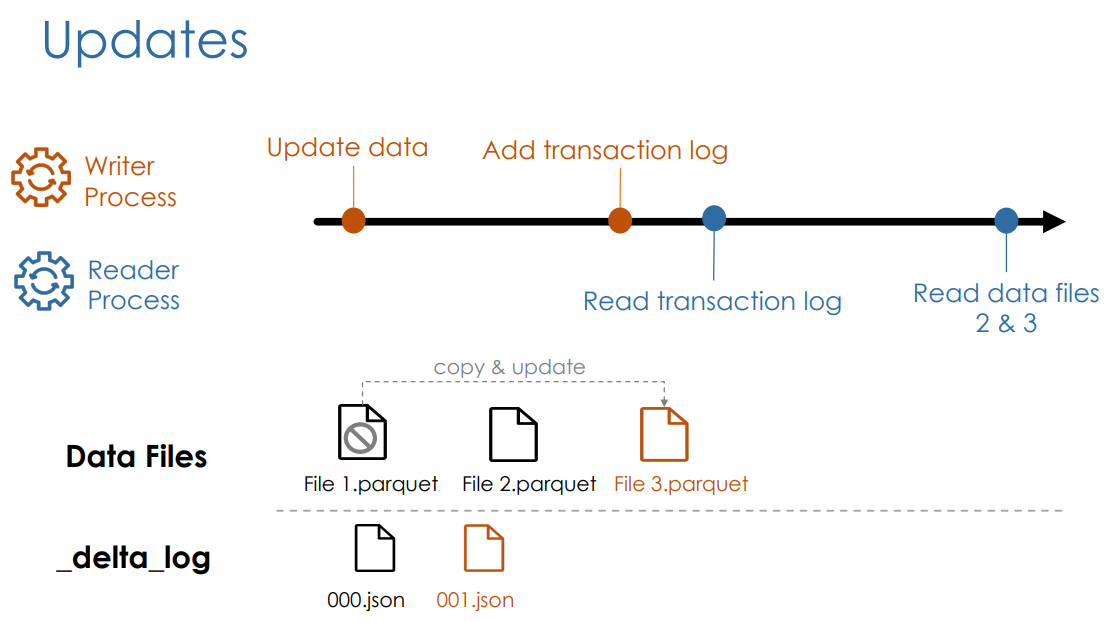 Updates
Writer
Process
Update data
Add transaction log
Reader
Process
Read transaction log
Read data files
2 & 3
copy & update
Data Files
File 1.parquet
File 2.parquet
File 3.parquet
_delta_log
000.json
001.json